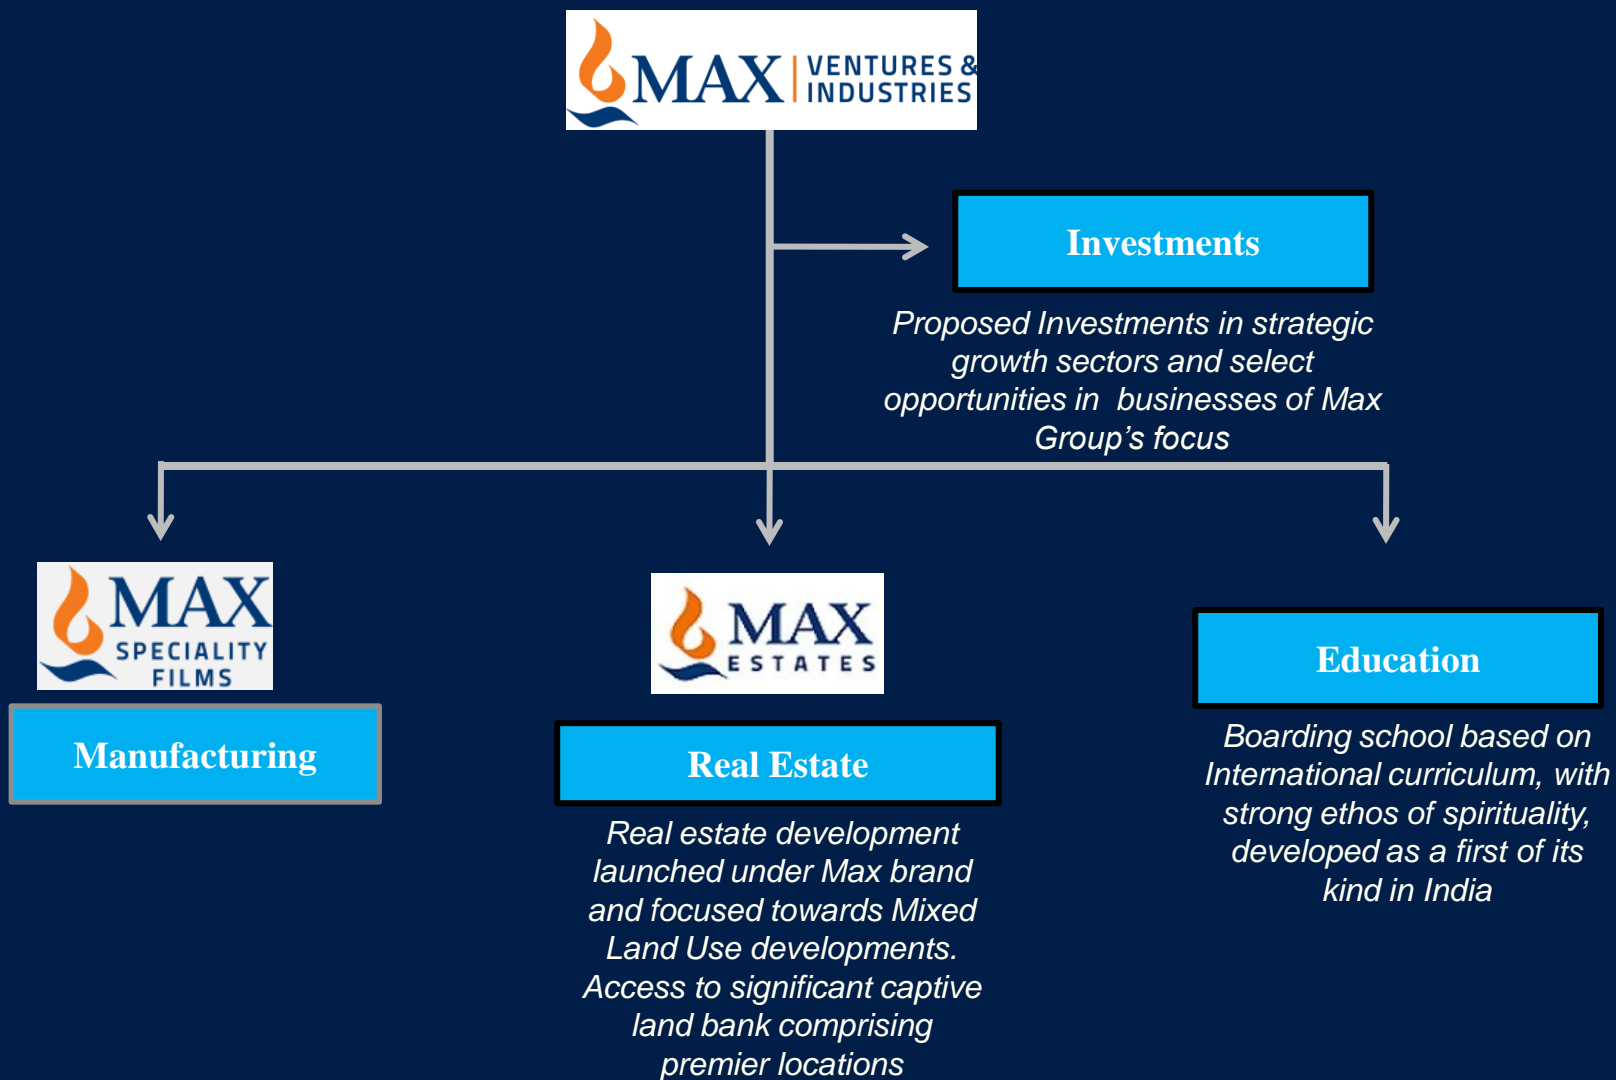 MAX VENTURES &
INDUSTRIES
Investments
Proposed Investments in strategic
growth sectors and select
opportunities in  businesses of Max
Group’s focus
MAX
SPECIALITY
FILMS
Manufacturing
MAX
ESTATES
Real Estate
Real estate development
launched under Max brand
and focused towards Mixed
Land Use developments.
Access to significant captive
land bank comprising
premier locations
Education
Boarding school based on
International curriculum, with
strong ethos of spirituality,
developed as a first of its
kind in India